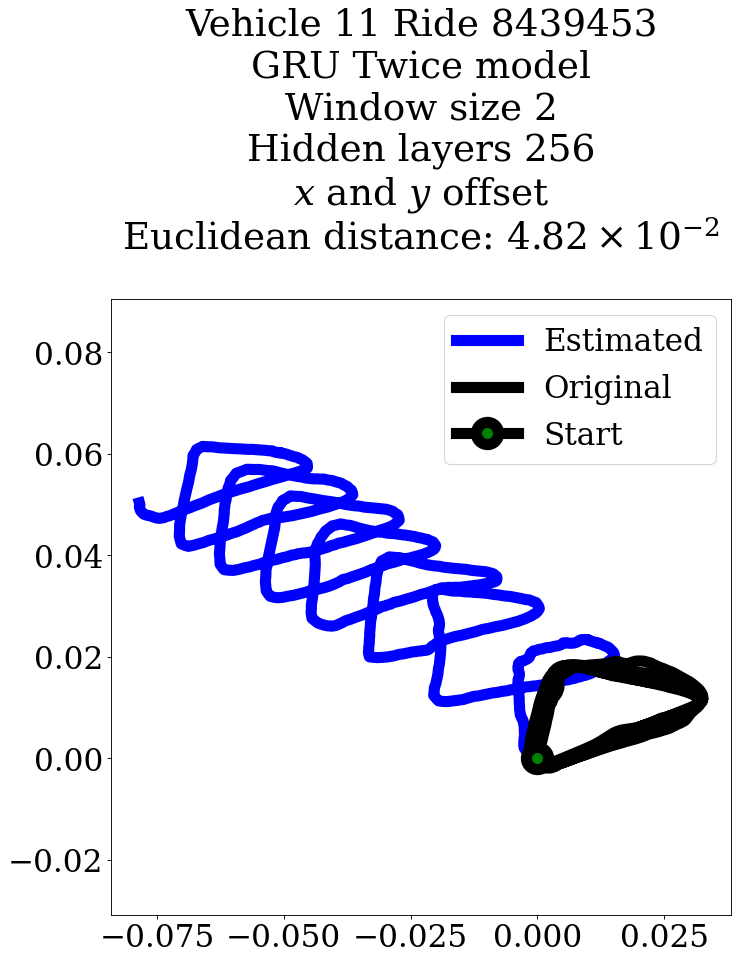 Vehicle 11 Ride 8439453
GRU Twice model
Window size 2
Hidden layers 256
x and y offset
Euclidean distance: 4.82 × 10⁻²
Estimated
Original
Start
0.08
0.06
0.04
0.02
0.00
−0.02
−0.075 −0.050 −0.025 0.000 0.025